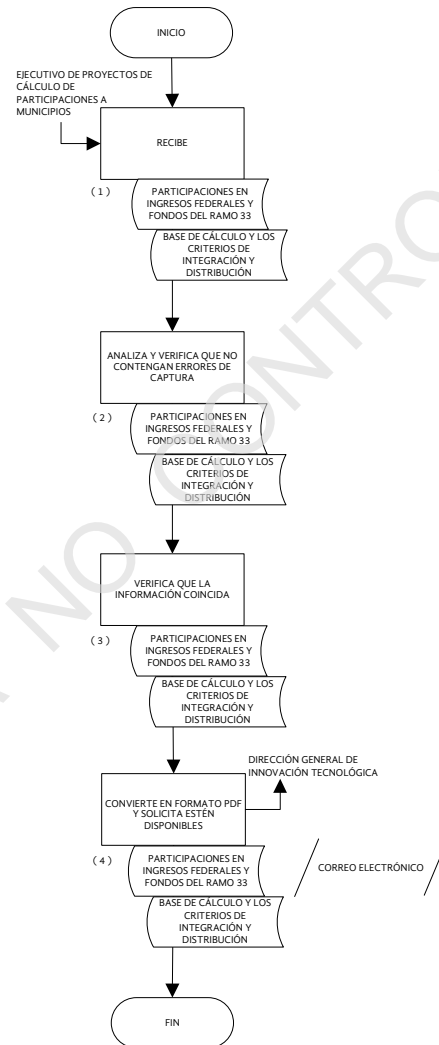 INICIO
EJECUTIVO DE PROYECTOS DE
CÁLCULO DE
PARTICIPACIONES A
MUNICIPIOS
RECIBE
( 1 )
PARTICIPACIONES EN
INGRESOS FEDERALES Y
FONDOS DEL RAMO 33
BASE DE CÁLCULO Y LOS
CRITERIOS DE
INTEGRACIÓN Y
DISTRIBUCIÓN
ANALIZA Y VERIFICA QUE NO
CONTENGAN ERRORES DE
CAPTURA
( 2 )
PARTICIPACIONES EN
INGRESOS FEDERALES Y
FONDOS DEL RAMO 33
BASE DE CÁLCULO Y LOS
CRITERIOS DE
INTEGRACIÓN Y
DISTRIBUCIÓN
VERIFICA QUE LA
INFORMACIÓN COINCIDA
( 3 )
PARTICIPACIONES EN
INGRESOS FEDERALES Y
FONDOS DEL RAMO 33
BASE DE CÁLCULO Y LOS
CRITERIOS DE
INTEGRACIÓN Y
DISTRIBUCIÓN
DIRECCIÓN GENERAL DE
INNOVACIÓN TECNOLÓGICA
CONVIERTE EN FORMATO PDF
Y SOLICITA ESTÉN
DISPONIBLES
( 4 )
PARTICIPACIONES EN
INGRESOS FEDERALES Y
FONDOS DEL RAMO 33
CORREO ELECTRÓNICO
BASE DE CÁLCULO Y LOS
CRITERIOS DE
INTEGRACIÓN Y
DISTRIBUCIÓN
FIN
NO